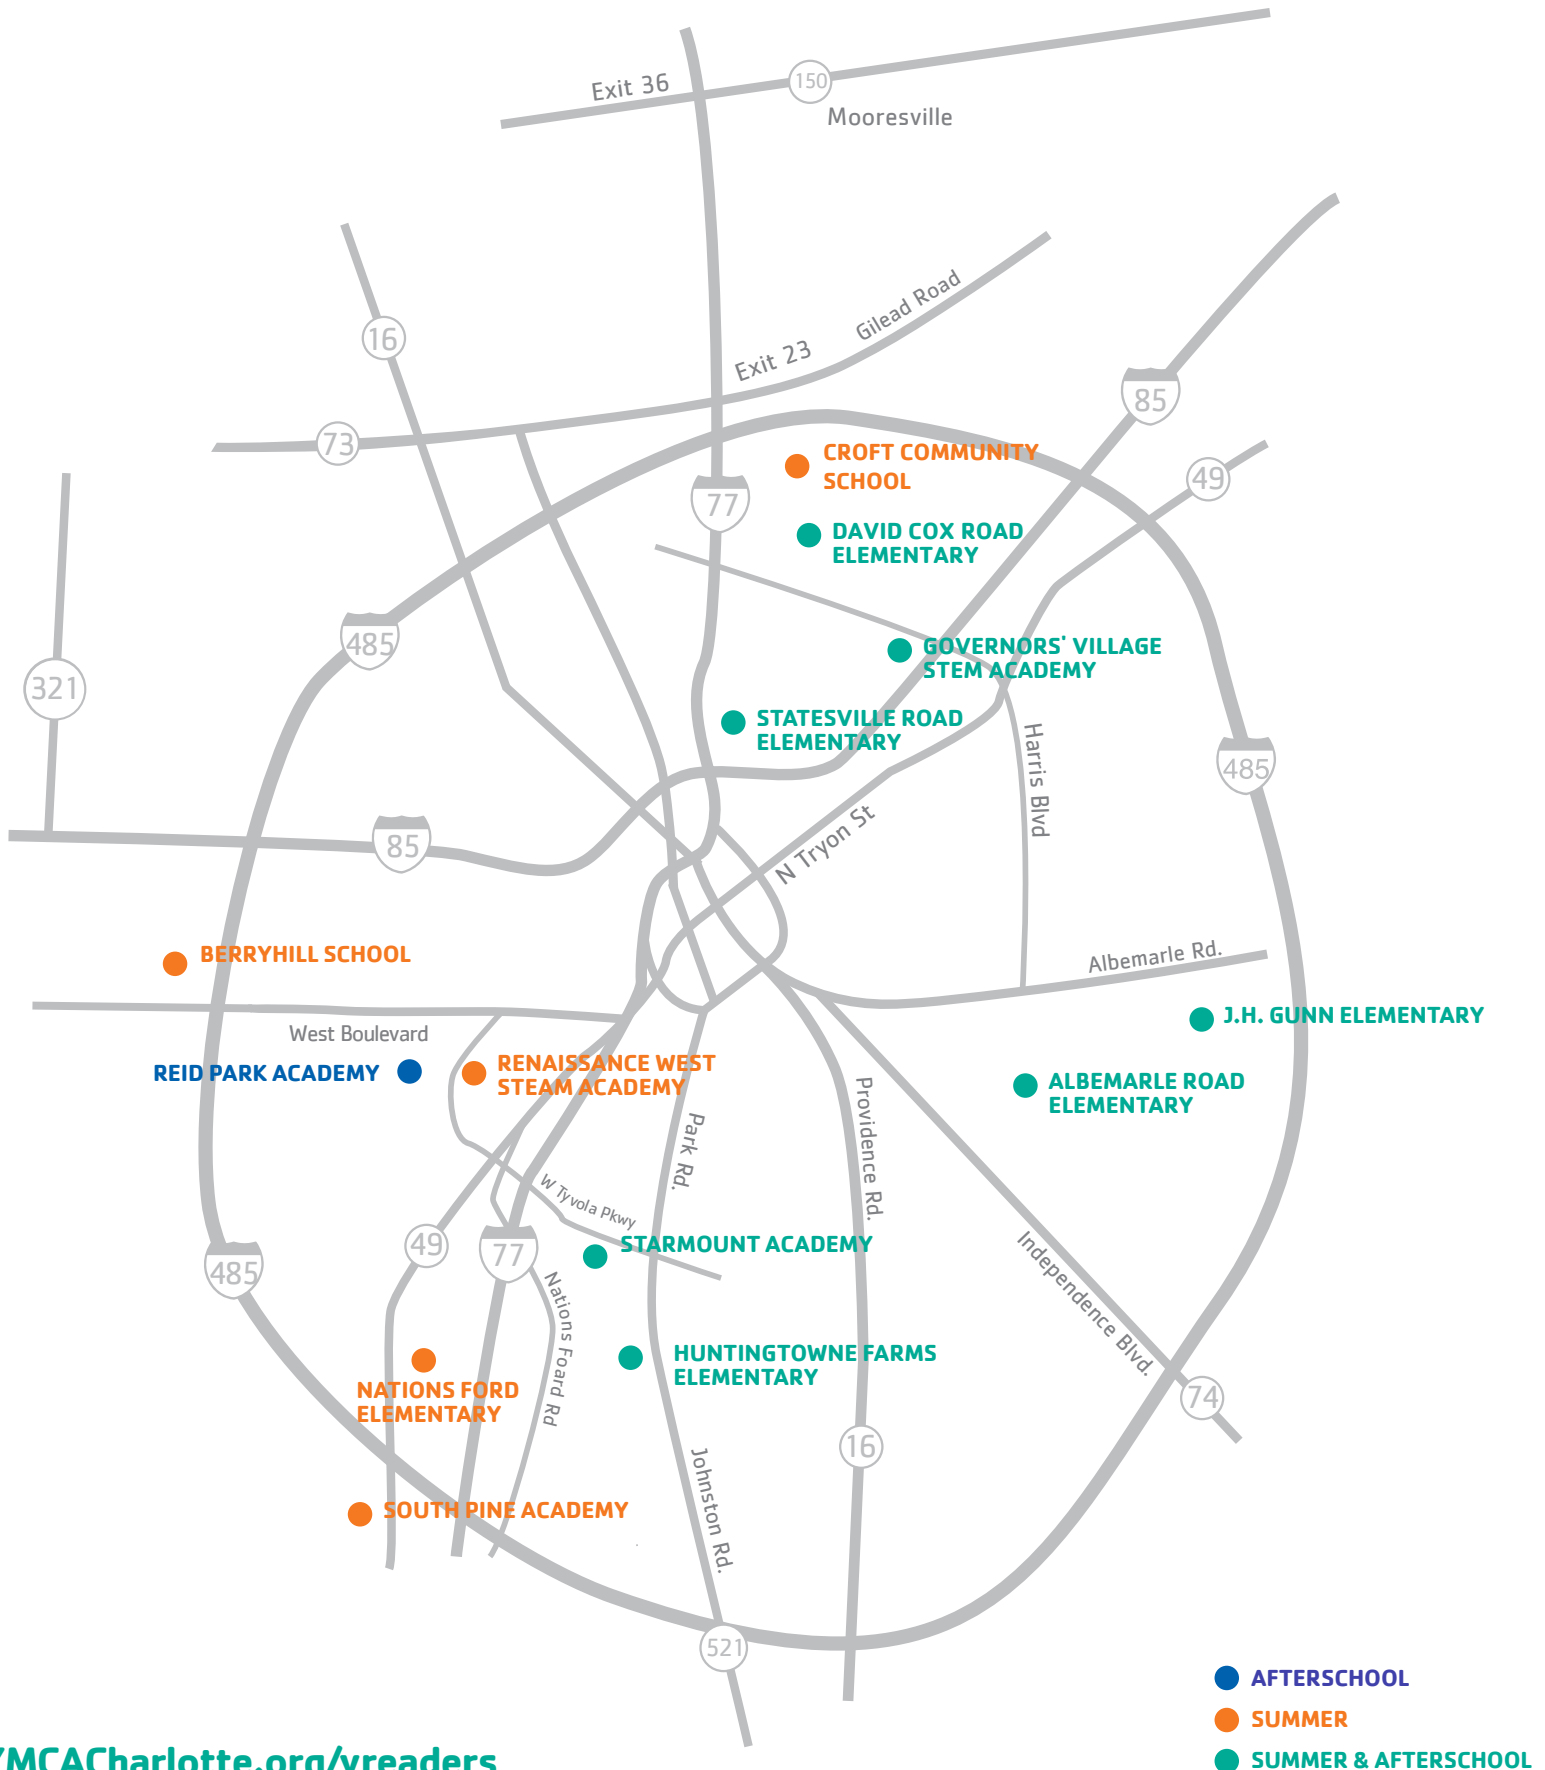 Exit 36
150
Mooresville
16
Gilead Road
Exit 23
85
73
CROFT COMMUNITY
SCHOOL
49
77
DAVID COX ROAD
ELEMENTARY
485
GOVERNORS' VILLAGE
STEM ACADEMY
321
STATESVILLE ROAD
ELEMENTARY
Harris Blvd
485
85
N Tryon St
BERRYHILL SCHOOL
Albemarle Rd.
J.H. GUNN ELEMENTARY
West Boulevard
REID PARK ACADEMY
RENAISSANCE WEST
STEAM ACADEMY
ALBEMARLE ROAD
ELEMENTARY
Park Rd.
Providence Rd.
W Tyvola Pkwy
49
77
STARMOUNT ACADEMY
485
Independence Blvd.
Nations Foard Rd
HUNTINGTOWNE FARMS
ELEMENTARY
NATIONS FORD
ELEMENTARY
74
16
Johnston Rd.
SOUTH PINE ACADEMY
521
AFTERSCHOOL
SUMMER
SUMMER & AFTERSCHOOL
YMCACharlotte.org/yreaders